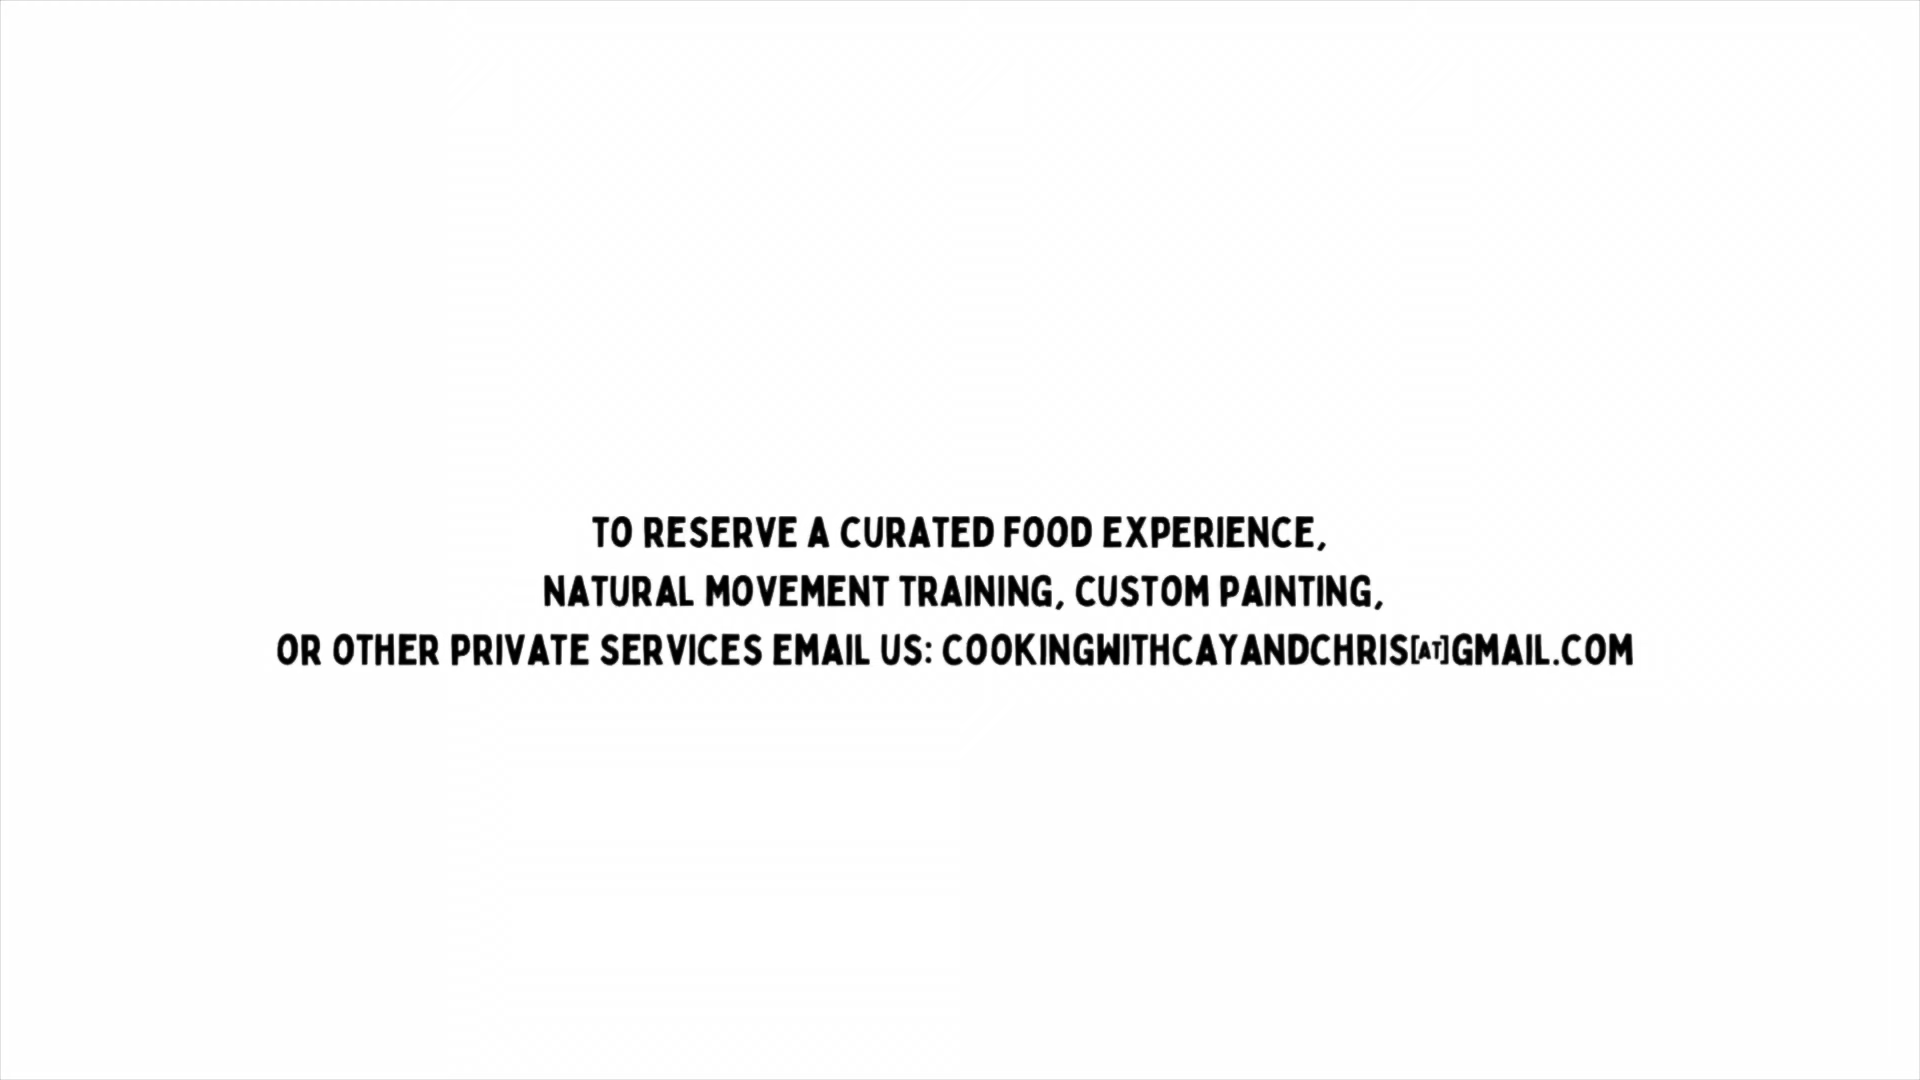 TO RESERVE A CURATED FOOD EXPERIENCE,
NATURAL MOVEMENT TRAINING, CUSTOM PAINTING,
OR OTHER PRIVATE SERVICES EMAIL US: COOKINGWITHCAYANDCHRIS[AT]GMAIL.COM